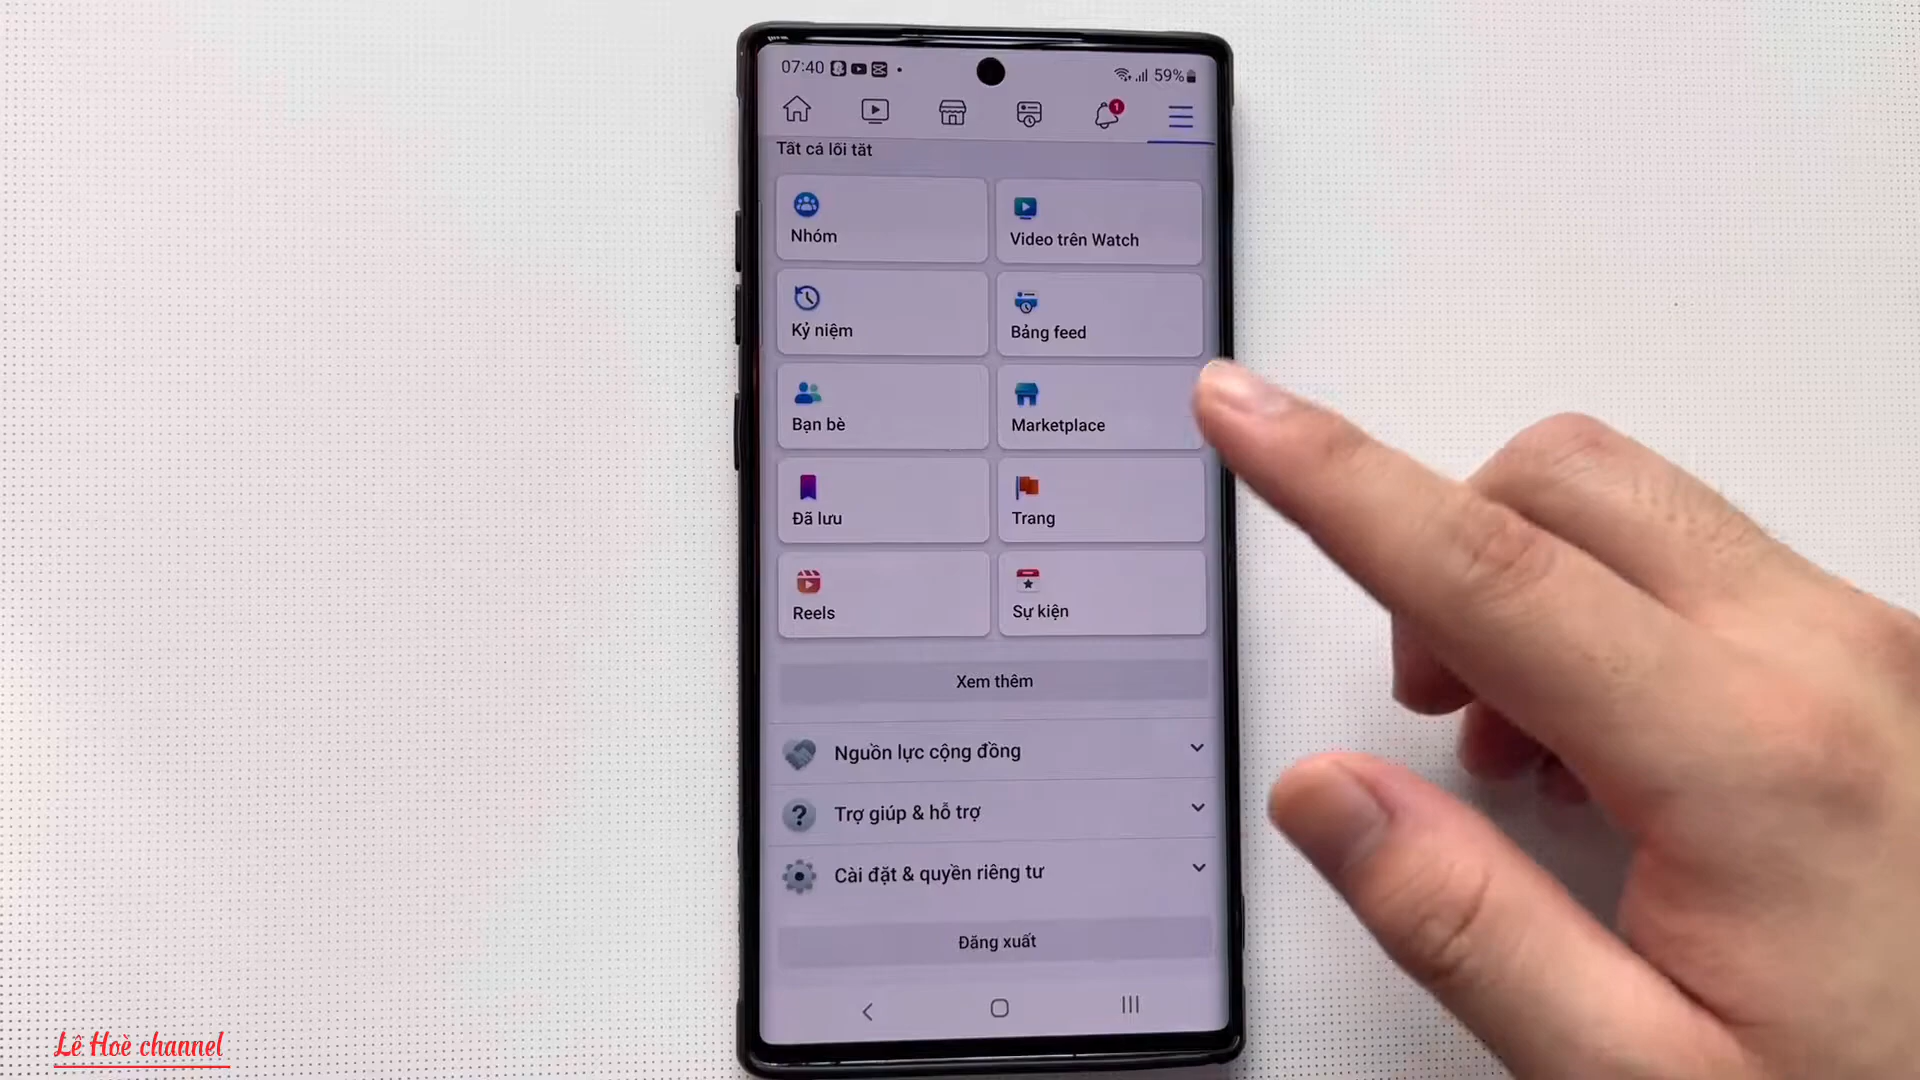 07:40
59%
1
Tất cả lối tắt
Nhóm
Video trên Watch
Kỷ niệm
Bảng feed
Bạn bè
Marketplace
Đã lưu
Trang
Reels
Sự kiện
Xem thêm
Nguồn lực cộng đồng
? Trợ giúp & hỗ trợ
Cài đặt & quyền riêng tư
Đăng xuất
Lê Hoè channel